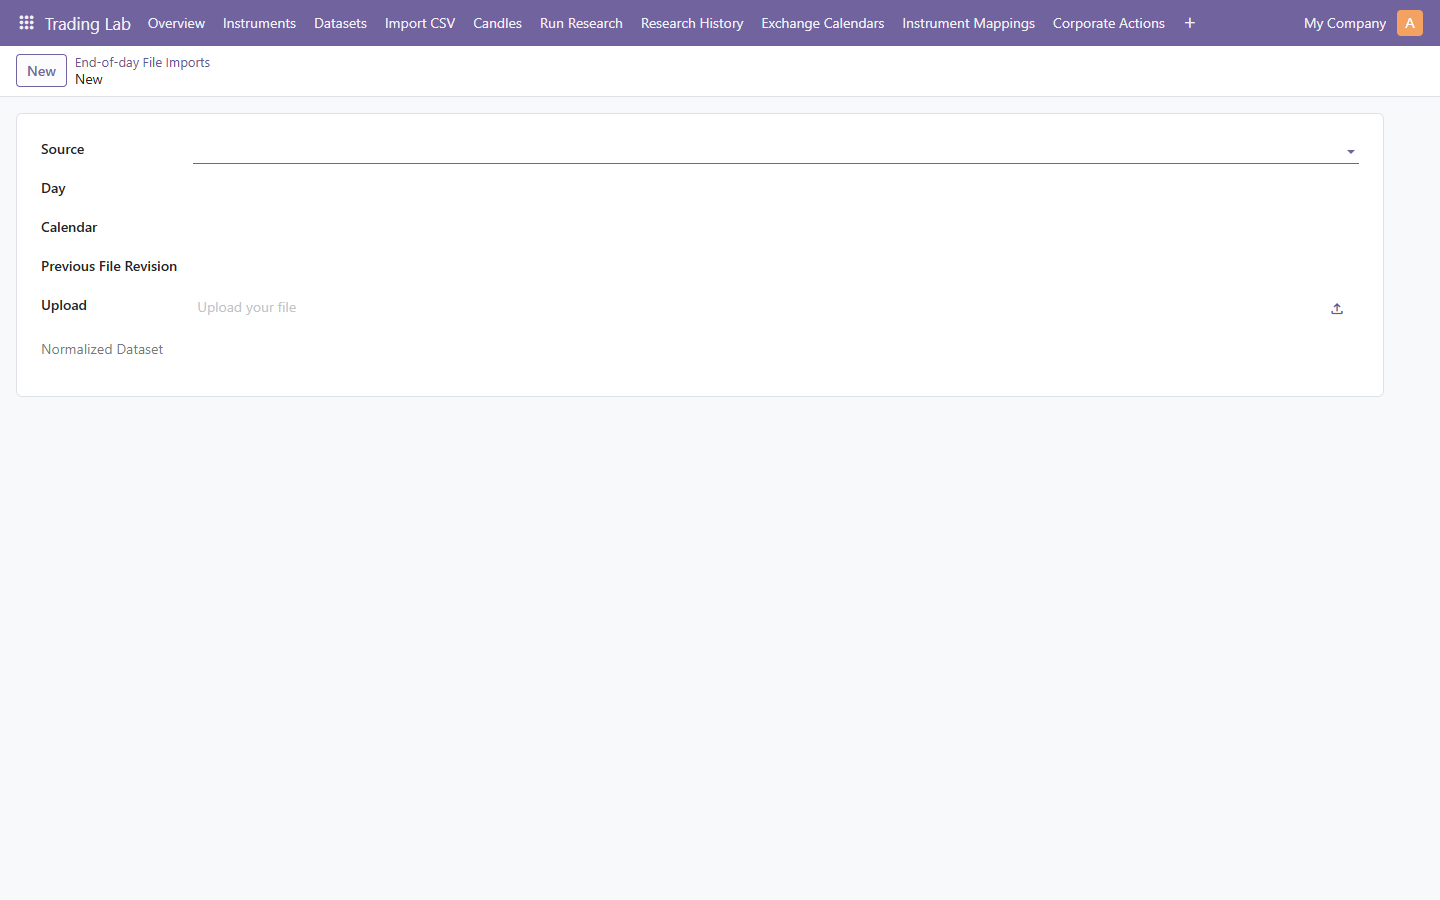 Trading Lab Overview Instruments Datasets Import CSV Candles Run Research Research History Exchange Calendars Instrument Mappings Corporate Actions + My Company A
New
End-of-day File Imports
New
Source
Day
Calendar
Previous File Revision
Upload Upload your file
Normalized Dataset